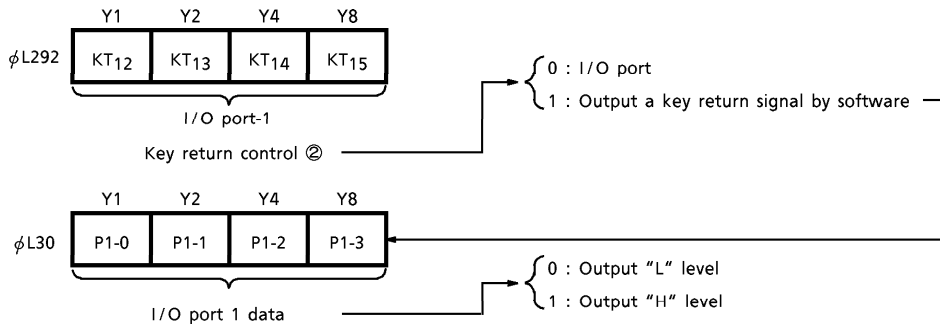 Y1 Y2 Y4 Y8
φL292 KT12 KT13 KT14 KT15
I/O port-1
Key return control ②
0 : I/O port
1 : Output a key return signal by software
Y1 Y2 Y4 Y8
φL30 P1-0 P1-1 P1-2 P1-3
I/O port 1 data
0 : Output “L“ level
1 : Output “H“ level